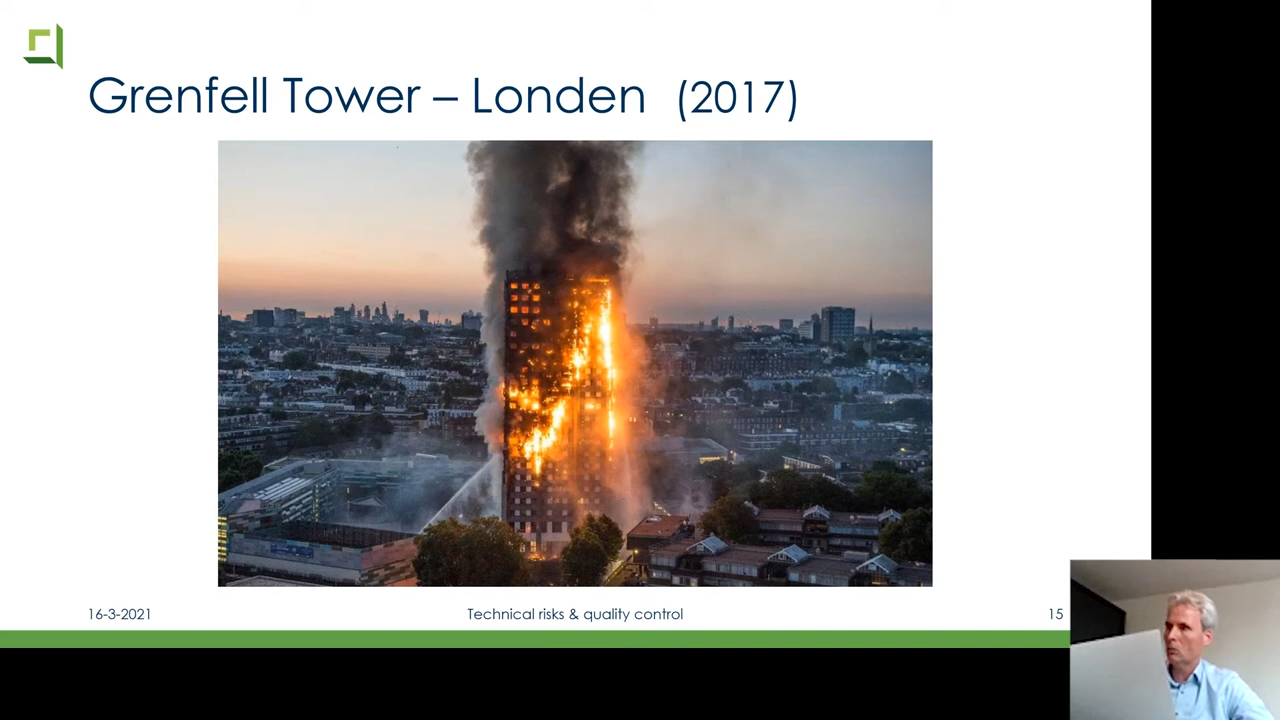 Grenfell Tower – Londen (2017)
16-3-2021
Technical risks & quality control
15